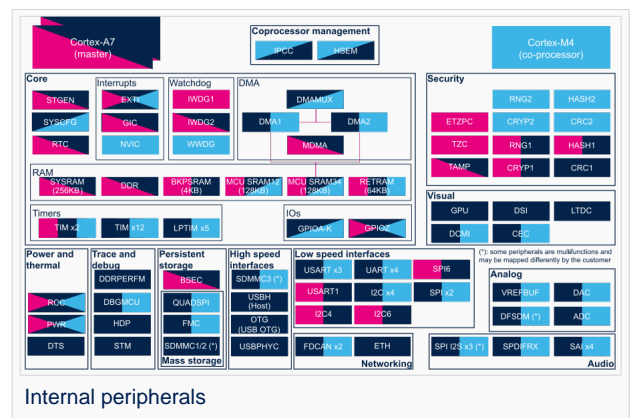 Cortex-A7
(master)
Coprocessor management
IPCC
HSEM
Cortex-M4
(co-processor)
Core
STGEN
SYSCFG
RTC
Interrupts
EXTI
GIC
NVIC
Watchdog
IWDG1
IWDG2
WWDG
DMA
DMAMUX
DMA1
DMA2
MDMA
Security
RNG2
HASH2
ETZPC
CRYP2
CRC2
TZC
RNG1
HASH1
TAMP
CRYP1
CRC1
RAM
SYSRAM
(256KB)
DDR
BKPSRAM
(4KB)
MCU SRAM12
(128KB)
MCU SRAM34
(128KB)
RETRAM
(64KB)
Timers
TIM x2
TIM x12
LPTIM x5
IOs
GPIOA-K
GPIOZ
Visual
GPU
DSI
LTDC
DCMI
CEC
(*): some peripherals are multifunctions and
may be mapped differently by the customer
Power and
thermal
RCC
PWR
DTS
Trace and
debug
DDRPERFM
DBGMCU
HDP
STM
Persistent
storage
BSEC
QUADSPI
FMC
SDMMC1/2 (*)
Mass storage
High speed
interfaces
SDMMC3 (*)
USBH
(Host)
OTG
(USB OTG)
USBPHYC
Low speed interfaces
USART x3
UART x4
SPI6
USART1
I2C x4
SPI x2
I2C4
I2C6
Analog
VREFBUF
DAC
DFSDM (*)
ADC
FDCAN x2
ETH
Networking
SPI I2S x3 (*)
SPDIFRX
SAI x4
Audio
Internal peripherals